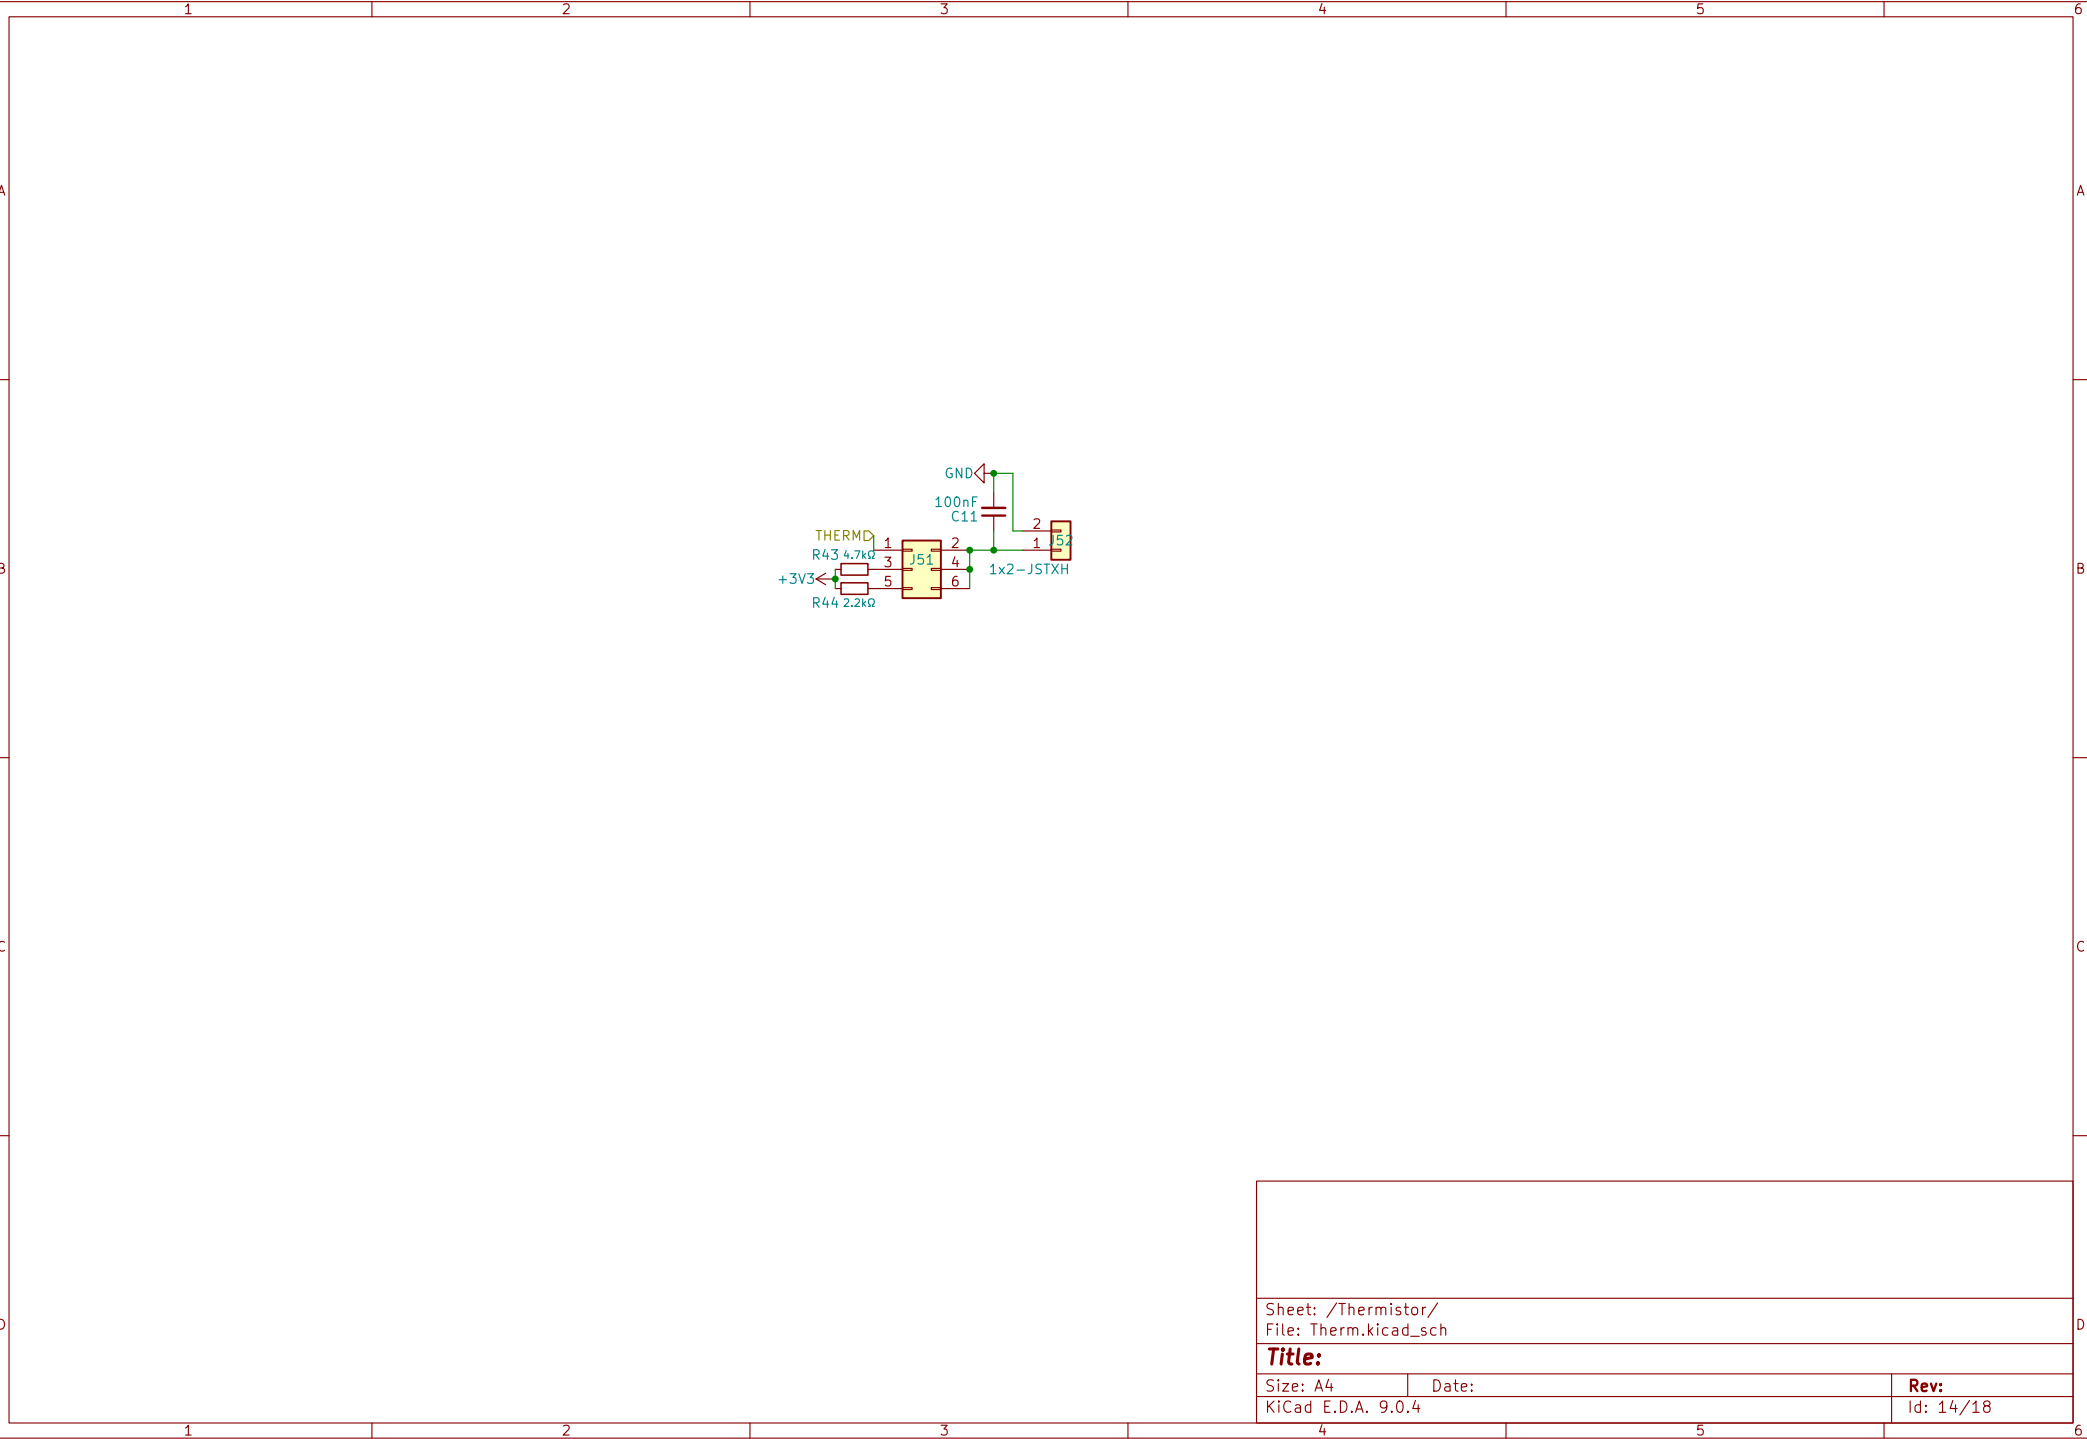 1 2 3 4 5 6
A A
GND
100nF
C11
THERM
2
J52
1
1 2
R43 4.7kΩ
J51
3 4
1x2-JSTXH
B B
+3V3
5 6
R44 2.2kΩ
C C
Sheet: /Thermistor/
File: Therm.kicad_sch
D D
Title:
Size: A4 Date: Rev:
KiCad E.D.A. 9.0.4 Id: 14/18
1 2 3 4 5 6